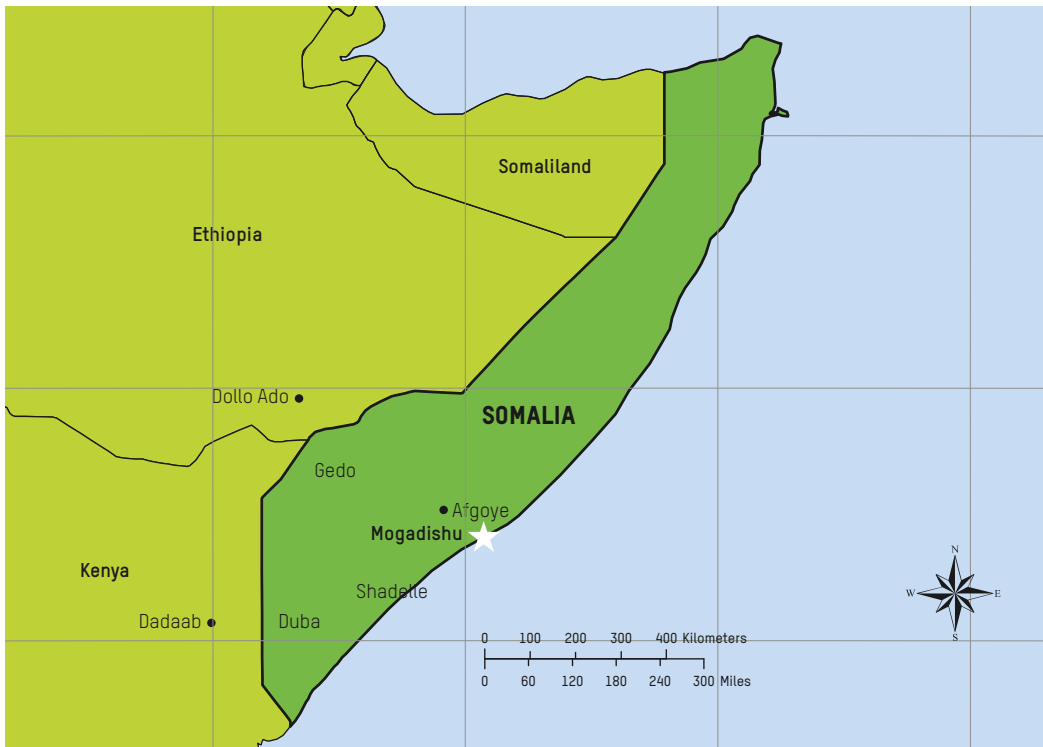 Somaliland
Ethiopia
Dollo Ado
SOMALIA
Gedo
Afgoye
Mogadishu
Kenya
Shadelle
Dadaab
Duba
N
W E
S
0 100 200 300 400 Kilometers
0 60 120 180 240 300 Miles